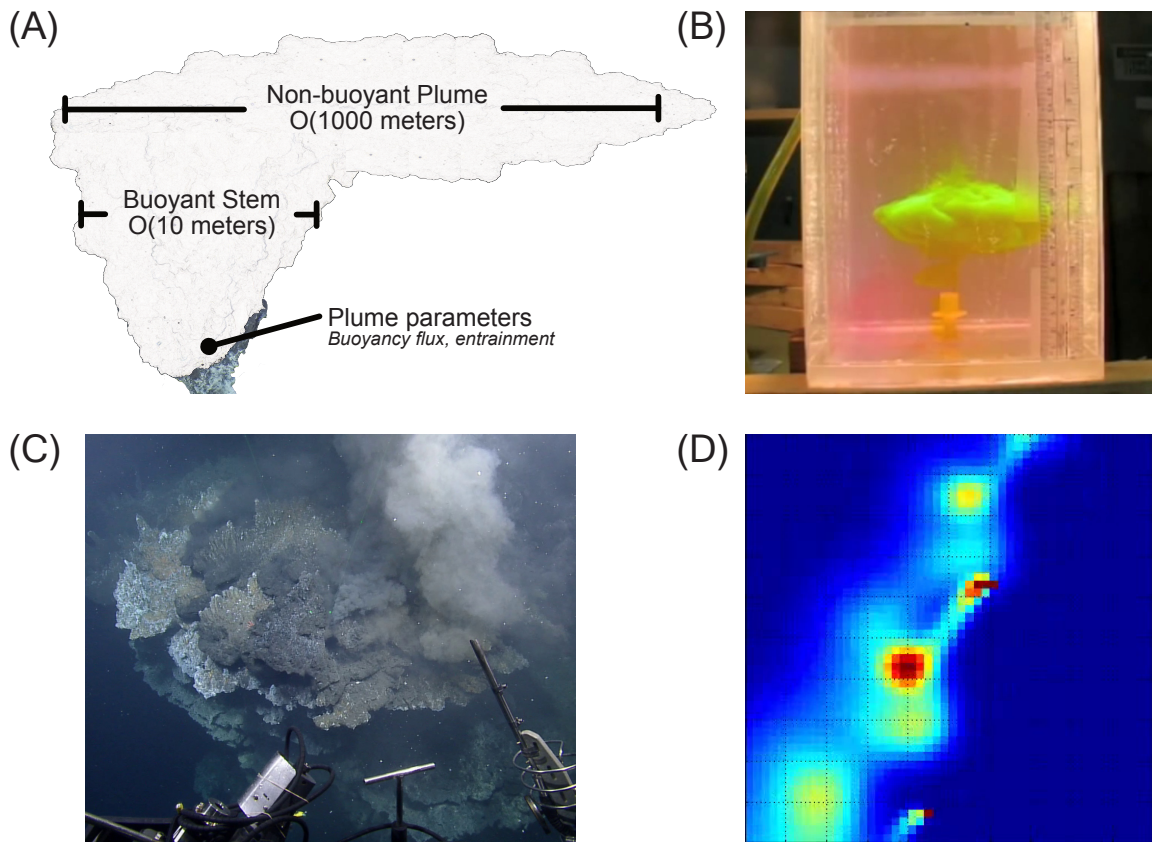 (A)
Non-buoyant Plume
O(1000 meters)
Buoyant Stem
O(10 meters)
Plume parameters
Buoyancy flux, entrainment
(B)
(C)
(D)